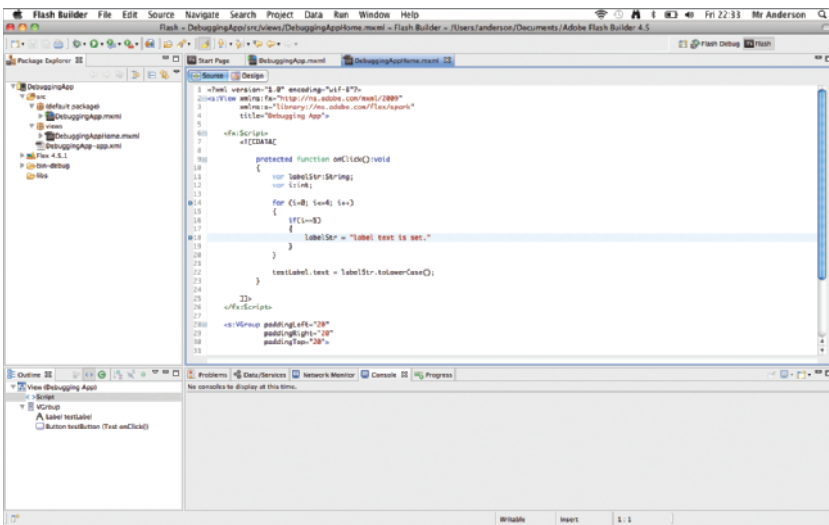 Flash Builder File Edit Source Navigate Search Project Data Run Window Help Fri 22:33 Mr Anderson
Flash - DebuggingApp/src/views/DebuggingAppHome.mxml - Flash Builder - /Users/fanderson/Documents/Adobe Flash Builder 4.5
Flash Debug Flash
Package Explorer
Start Page DebuggingApp.mxml DebuggingAppHome.mxml
Source Design
DebuggingApp
src
(default package)
DebuggingApp.mxml
views
DebuggingAppHome.mxml
DebuggingApp-app.xml
Flex 4.5.1
bin-debug
libs
1 <?xml version="1.0" encoding="utf-8"?>
2 <s:View xmlns:fx="http://ns.adobe.com/mxml/2009"
3 xmlns:s="library://ns.adobe.com/flex/spark"
4 title="Debugging App">
5
6 <fx:Script>
7 <![CDATA[
8
9 protected function onClick():void
10 {
11 var labelStr:String;
12 var i:int;
13
14 for (i=0; i<=4; i++)
15 {
16 if(i==5)
17 {
18 labelStr = "label text is set."
19 }
20 }
21
22 testLabel.text = labelStr.toLowerCase();
23 }
24
25 ]]>
26 </fx:Script>
27
28 <s:VGroup paddingLeft="20"
29 paddingRight="20"
30 paddingTop="20">
31
Outline
View (Debugging App)
Script
VGroup
Label testLabel
Button testButton (Test onClick())
Problems Data/Services Network Monitor Console Progress
No consoles to display at this time.
Writable Insert 1 : 1